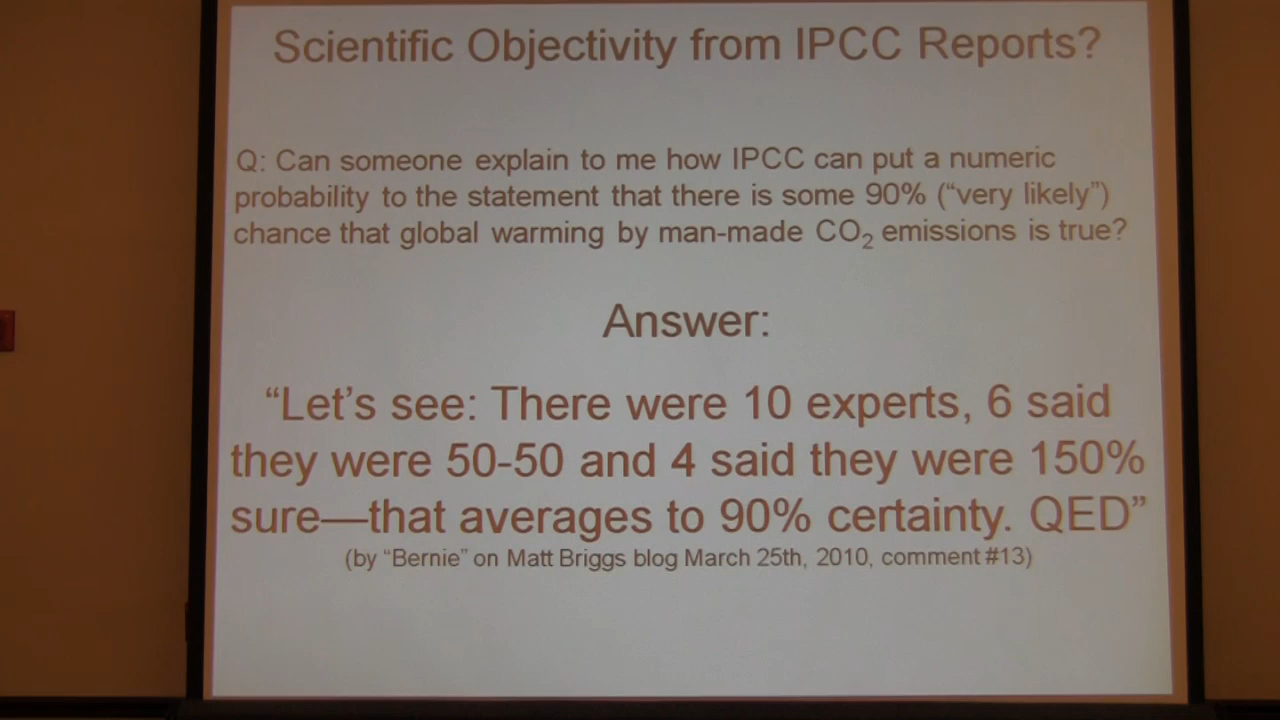 Scientific Objectivity from IPCC Reports?
Q: Can someone explain to me how IPCC can put a numeric
probability to the statement that there is some 90% (“very likely”)
chance that global warming by man-made CO₂ emissions is true?
Answer:
“Let’s see: There were 10 experts, 6 said
they were 50-50 and 4 said they were 150%
sure—that averages to 90% certainty. QED”
(by “Bernie” on Matt Briggs blog March 25th, 2010, comment #13)